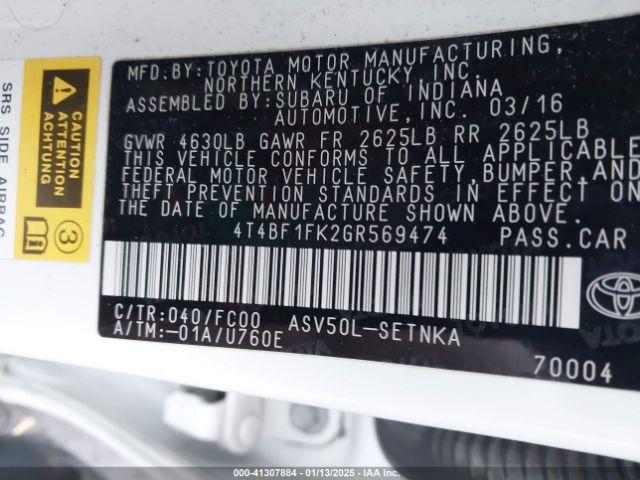 MFD.BY:TOYOTA MOTOR MANUFACTURING,
NORTHERN KENTUCKY,INC.
ASSEMBLED BY:SUBARU OF INDIANA
AUTOMOTIVE,INC. 03/16
GVWR 4630LB GAWR FR 2625LB RR 2625LB
THIS VEHICLE CONFORMS TO ALL APPLICABLE
FEDERAL MOTOR VEHICLE SAFETY,BUMPER,AND
THEFT PREVENTION STANDARDS IN EFFECT ON
THE DATE OF MANUFACTURE SHOWN ABOVE.
4T4BF1FK2GR569474 PASS.CAR
C/TR:040/FC00 ASV50L-SETNKA
A/TM:-01A/U760E
70004
TOYOTA
CAUTION
ATTENTION
SRS SIDE AIRBAG
3
000-41307884 | 01/13/2025 | IAA Inc.